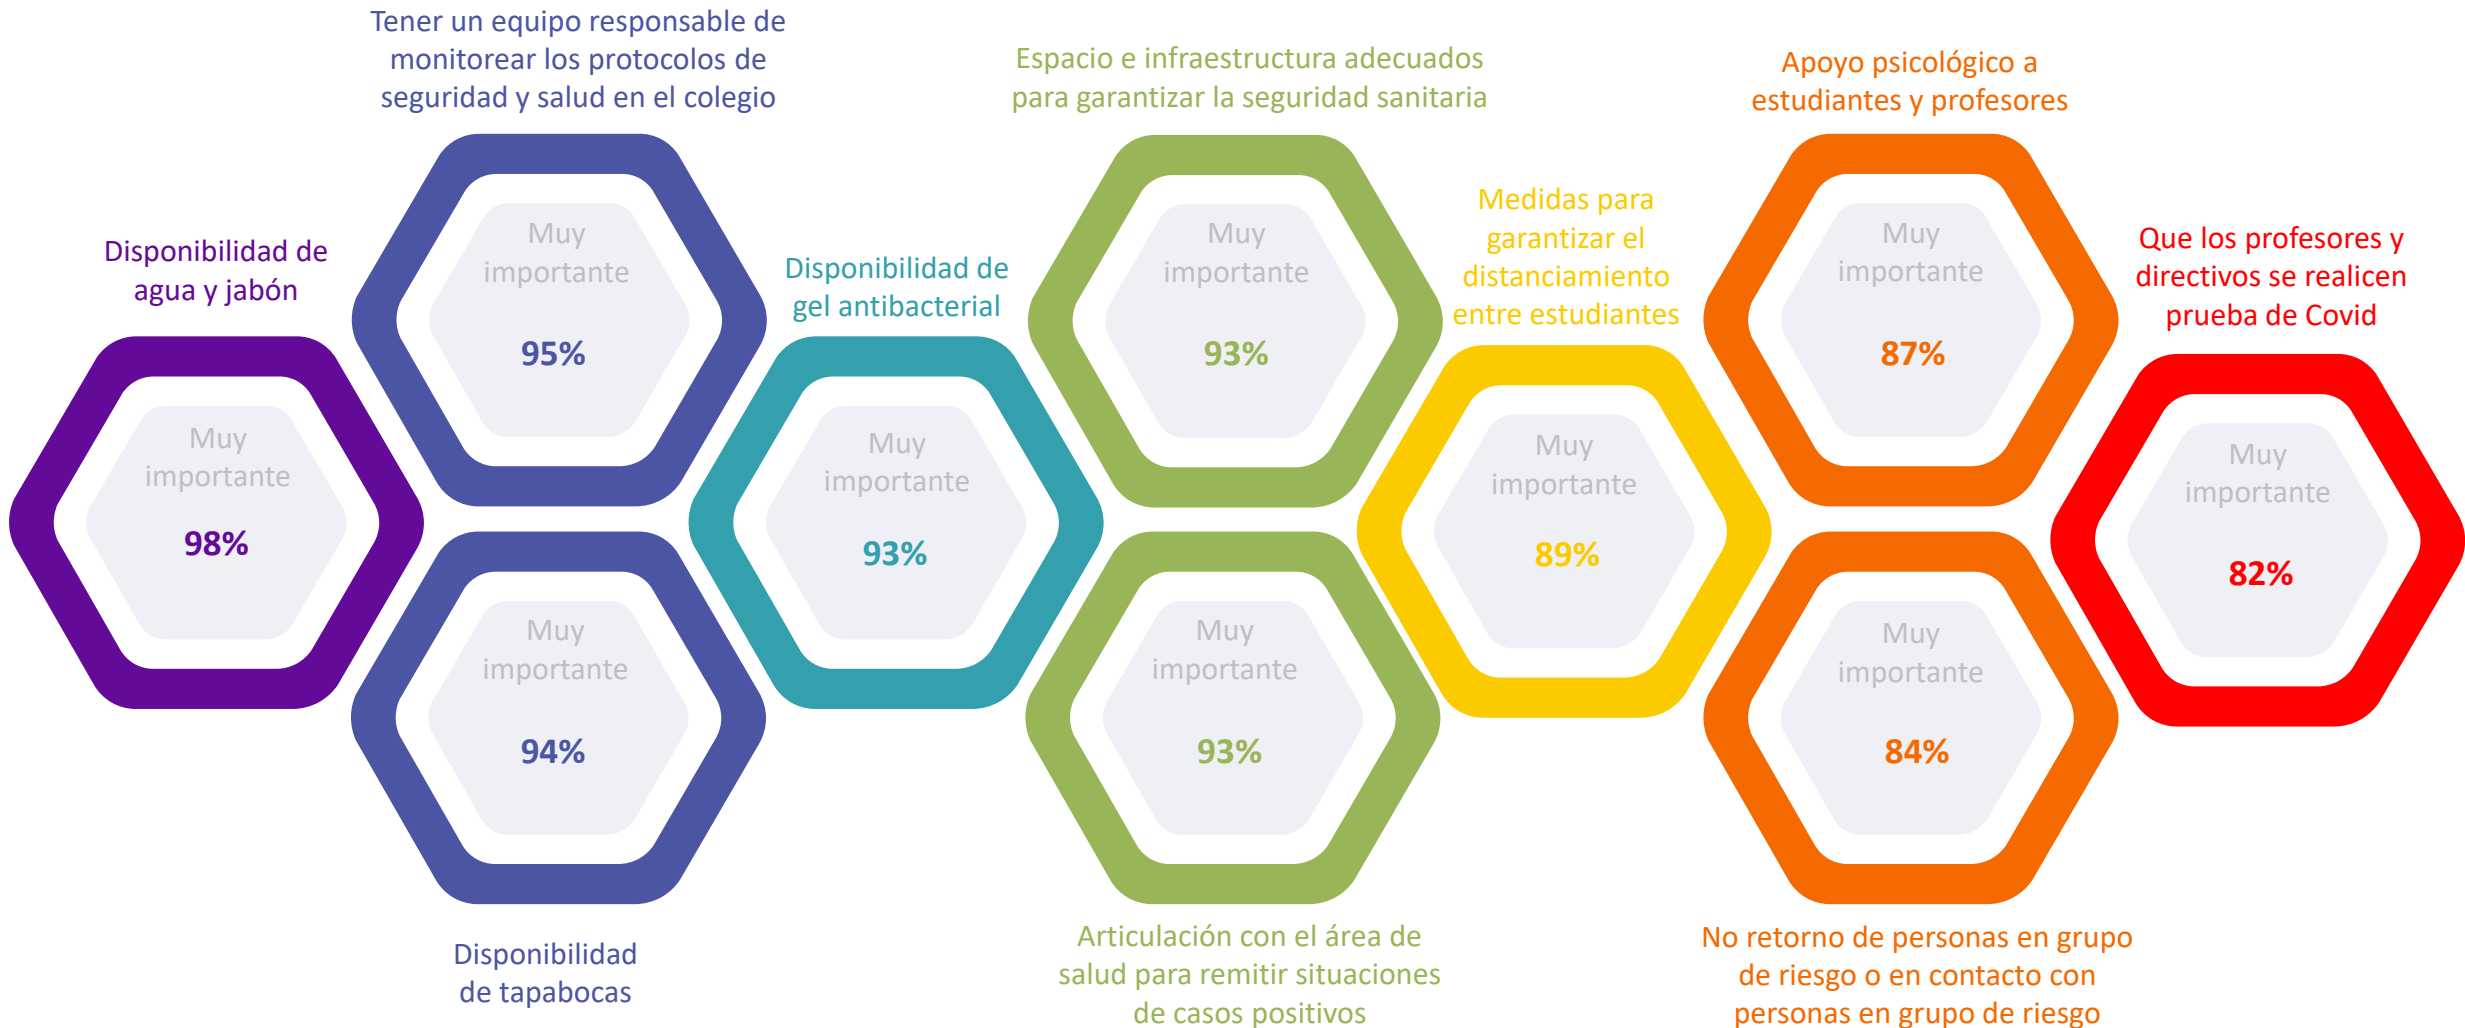 Disponibilidad de
agua y jabón
Muy
importante
98%
Tener un equipo responsable de
monitorear los protocolos de
seguridad y salud en el colegio
Muy
importante
95%
Muy
importante
94%
Disponibilidad
de tapabocas
Disponibilidad de
gel antibacterial
Muy
importante
93%
Espacio e infraestructura adecuados
para garantizar la seguridad sanitaria
Muy
importante
93%
Muy
importante
93%
Articulación con el área de
salud para remitir situaciones
de casos positivos
Medidas para
garantizar el
distanciamiento
entre estudiantes
Muy
importante
89%
Apoyo psicológico a
estudiantes y profesores
Muy
importante
87%
Muy
importante
84%
No retorno de personas en grupo
de riesgo o en contacto con
personas en grupo de riesgo
Que los profesores y
directivos se realicen
prueba de Covid
Muy
importante
82%